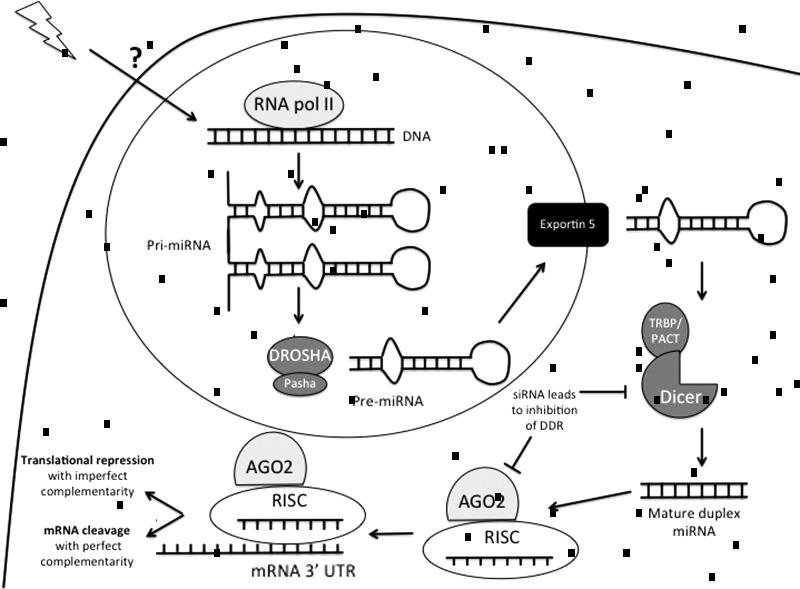 ?
RNA pol II
DNA
Pri-miRNA
Exportin 5
DROSHA
Pasha
Pre-miRNA
TRBP/
PACT
Dicer
siRNA leads
to inhibition
of DDR
AGO2
RISC
Translational repression
with imperfect
complementarity
mRNA cleavage
with perfect
complementarity
mRNA 3’ UTR
AGO2
RISC
Mature duplex
miRNA